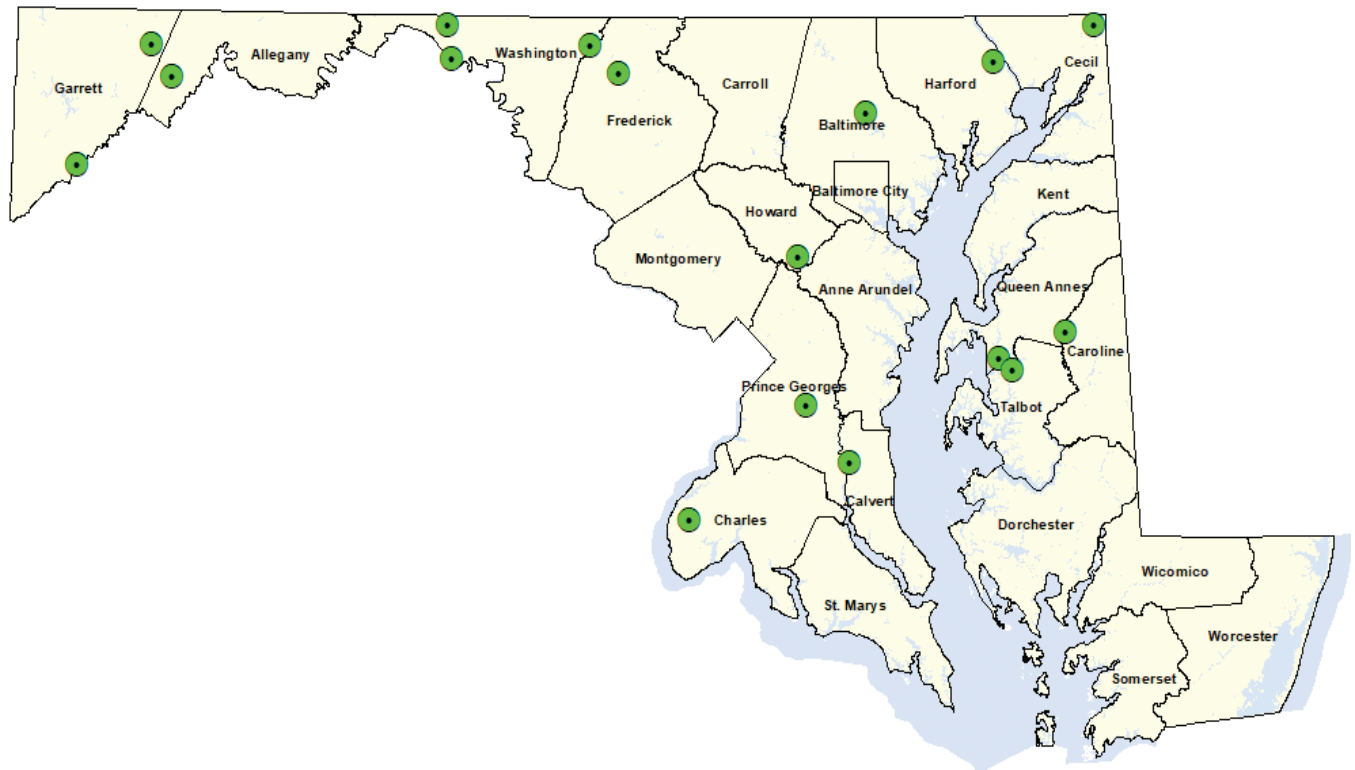 Allegany
Washington
Garrett
Carroll
Harford
Cecil
Frederick
Baltimore
Baltimore City
Kent
Howard
Montgomery
Anne Arundel
Queen Annes
Caroline
Prince Georges
Talbot
Calvert
Charles
Dorchester
Wicomico
St. Marys
Worcester
Somerset